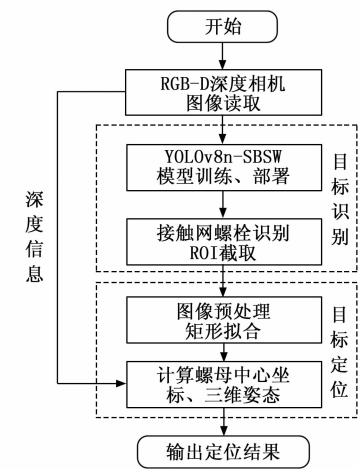 开始
RGB-D深度相机
图像读取
YOLOv8n-SBSW
模型训练、部署
目标识别
接触网螺栓识别
ROI截取
深度信息
图像预处理
矩形拟合
目标定位
计算螺母中心坐
标、三维姿态
输出定位结果